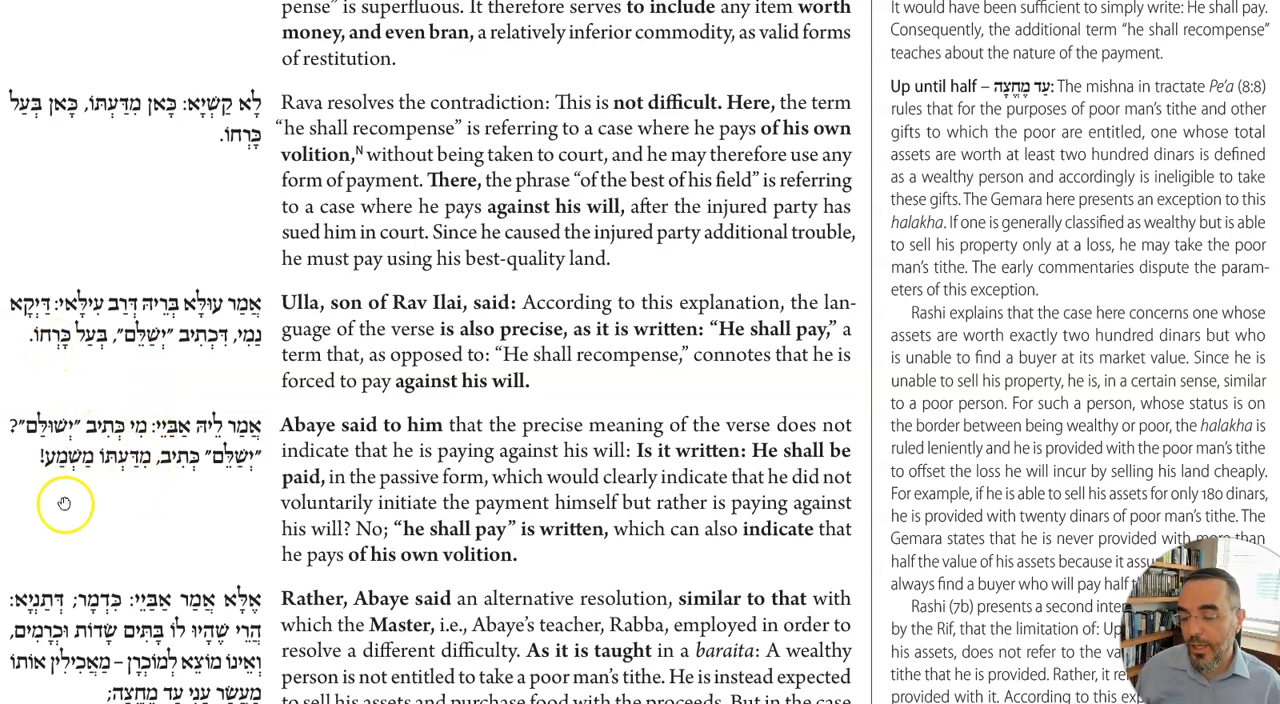 pense” is superfluous. It therefore serves to include any item worth
money, and even bran, a relatively inferior commodity, as valid forms
of restitution.
לָא קַשְׁיָא: כָּאן מִדַּעְתּוֹ, כָּאן בְּעַל
כָּרְחוֹ.
Rava resolves the contradiction: This is not difficult. Here, the term
“he shall recompense” is referring to a case where he pays of his own
volition,ᴺ without being taken to court, and he may therefore use any
form of payment. There, the phrase “of the best of his field” is referring
to a case where he pays against his will, after the injured party has
sued him in court. Since he caused the injured party additional trouble,
he must pay using his best-quality land.
אֲמַר עוּלָּא בְּרֵיהּ דְּרַב עִילָּאֵי: דַּיְקָא
נַמִי, דִּכְתִיב ״יְשַׁלֵּם״, בְּעַל כָּרְחוֹ.
Ulla, son of Rav Ilai, said: According to this explanation, the lan-
guage of the verse is also precise, as it is written: “He shall pay,” a
term that, as opposed to: “He shall recompense,” connotes that he is
forced to pay against his will.
אֲמַר לֵיהּ אַבַּיֵי: מִי כְּתִיב ״יְשׁוּלַּם״?
״יְשַׁלֵּם״ כְּתִיב, מִדַּעְתּוֹ מַשְׁמַע!
Abaye said to him that the precise meaning of the verse does not
indicate that he is paying against his will: Is it written: He shall be
paid, in the passive form, which would clearly indicate that he did not
voluntarily initiate the payment himself but rather is paying against
his will? No; “he shall pay” is written, which can also indicate that
he pays of his own volition.
אֶלָּא אֲמַר אַבַּיֵי: כִּדְמָר; דְּתַנְיָא:
הֲרֵי שֶׁהָיוּ לוֹ בָּתִּים שָׂדוֹת וּכְרָמִים,
וְאֵינוֹ מוֹצֵא לְמוֹכְרָן – מַאֲכִילִין אוֹתוֹ
מַעֲשַׂר עָנִי עַד מֶחֱצָה;
Rather, Abaye said an alternative resolution, similar to that with
which the Master, i.e., Abaye’s teacher, Rabba, employed in order to
resolve a different difficulty. As it is taught in a baraita: A wealthy
person is not entitled to take a poor man’s tithe. He is instead expected
to sell his assets and purchase food with the proceeds. But in the case
It would have been sufficient to simply write: He shall pay.
Consequently, the additional term “he shall recompense”
teaches about the nature of the payment.
Up until half – עַד מֶחֱצָה: The mishna in tractate Pe’a (8:8)
rules that for the purposes of poor man’s tithe and other
gifts to which the poor are entitled, one whose total
assets are worth at least two hundred dinars is defined
as a wealthy person and accordingly is ineligible to take
these gifts. The Gemara here presents an exception to this
halakha. If one is generally classified as wealthy but is able
to sell his property only at a loss, he may take the poor
man’s tithe. The early commentaries dispute the param-
eters of this exception.
Rashi explains that the case here concerns one whose
assets are worth exactly two hundred dinars but who
is unable to find a buyer at its market value. Since he is
unable to sell his property, he is, in a certain sense, similar
to a poor person. For such a person, whose status is on
the border between being wealthy or poor, the halakha is
ruled leniently and he is provided with the poor man’s tithe
to offset the loss he will incur by selling his land cheaply.
For example, if he is able to sell his assets for only 180 dinars,
he is provided with twenty dinars of poor man’s tithe. The
Gemara states that he is never provided with more than
half the value of his assets because it
always find a buyer who will pay half
Rashi (7b) presents a second
by the Rif, that the limitation of:
his assets, does not refer to the
tithe that he is provided. Rather, it
provided with it. According to this